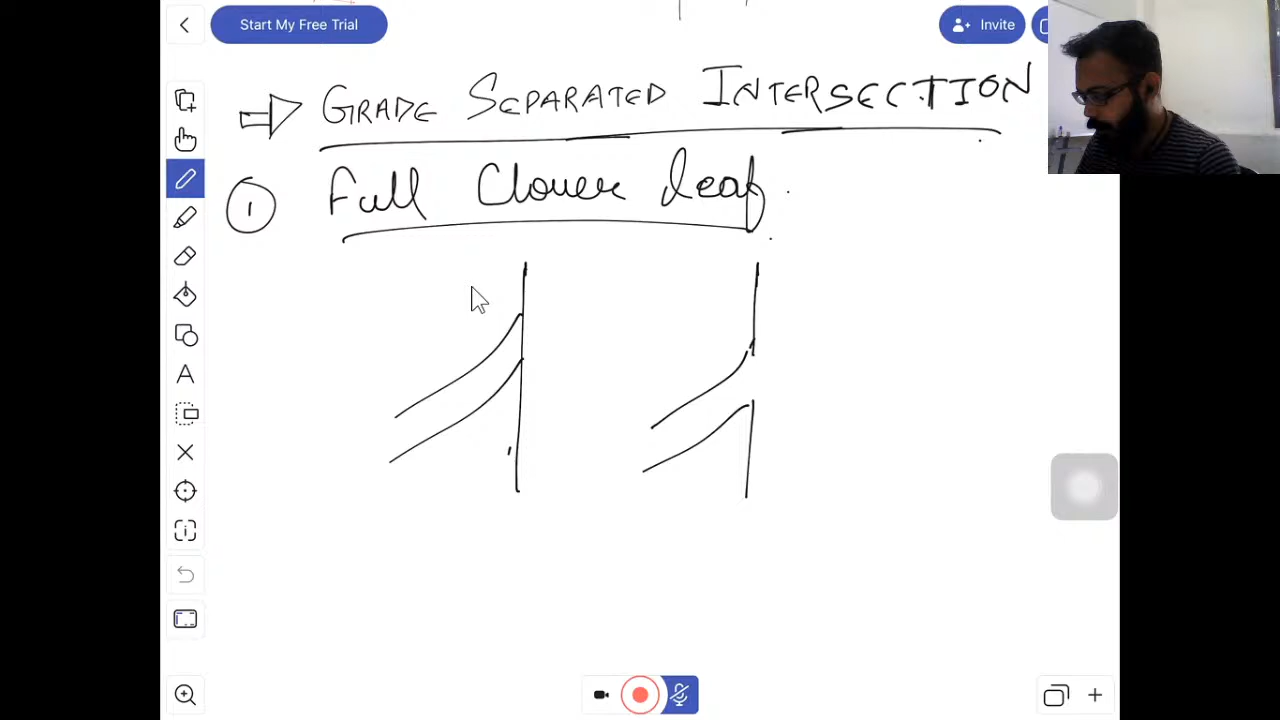 Start My Free Trial
Invite
GRADE SEPARATED INTERSECTION
1 Full Clover leaf.
A